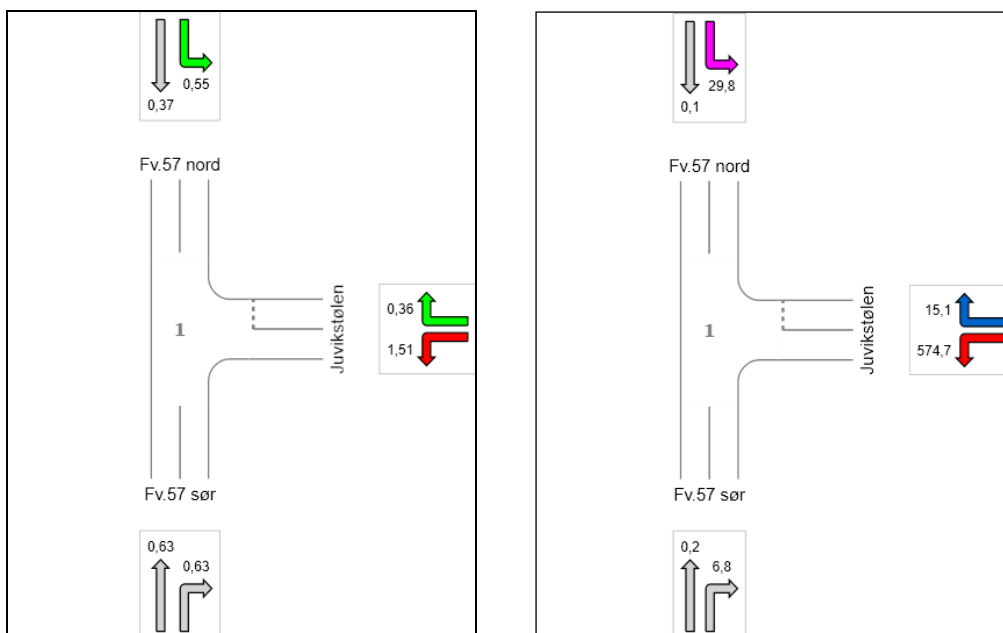 0,55
0,37
Fv.57 nord
1
Juvikstølen
0,36
1,51
Fv.57 sør
0,63
0,63
29,8
0,1
Fv.57 nord
1
Juvikstølen
15,1
574,7
Fv.57 sør
0,2
6,8